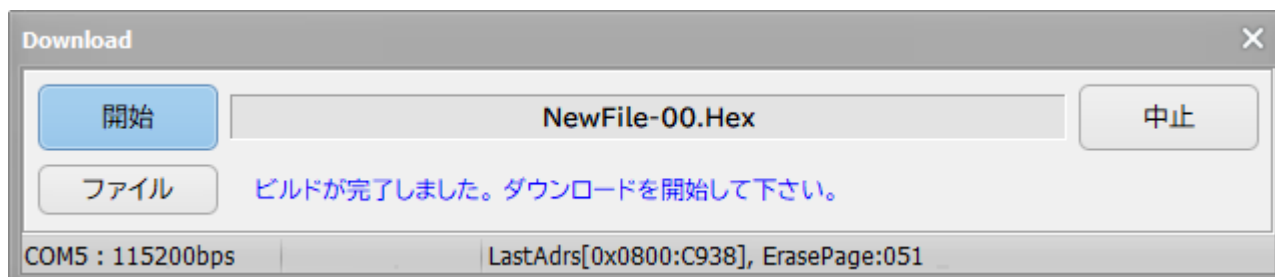 Download
開始 NewFile-00.Hex 中止
ファイル ビルドが完了しました。ダウンロードを開始して下さい。
COM5 : 115200bps LastAdrs[0x0800:C938], ErasePage:051